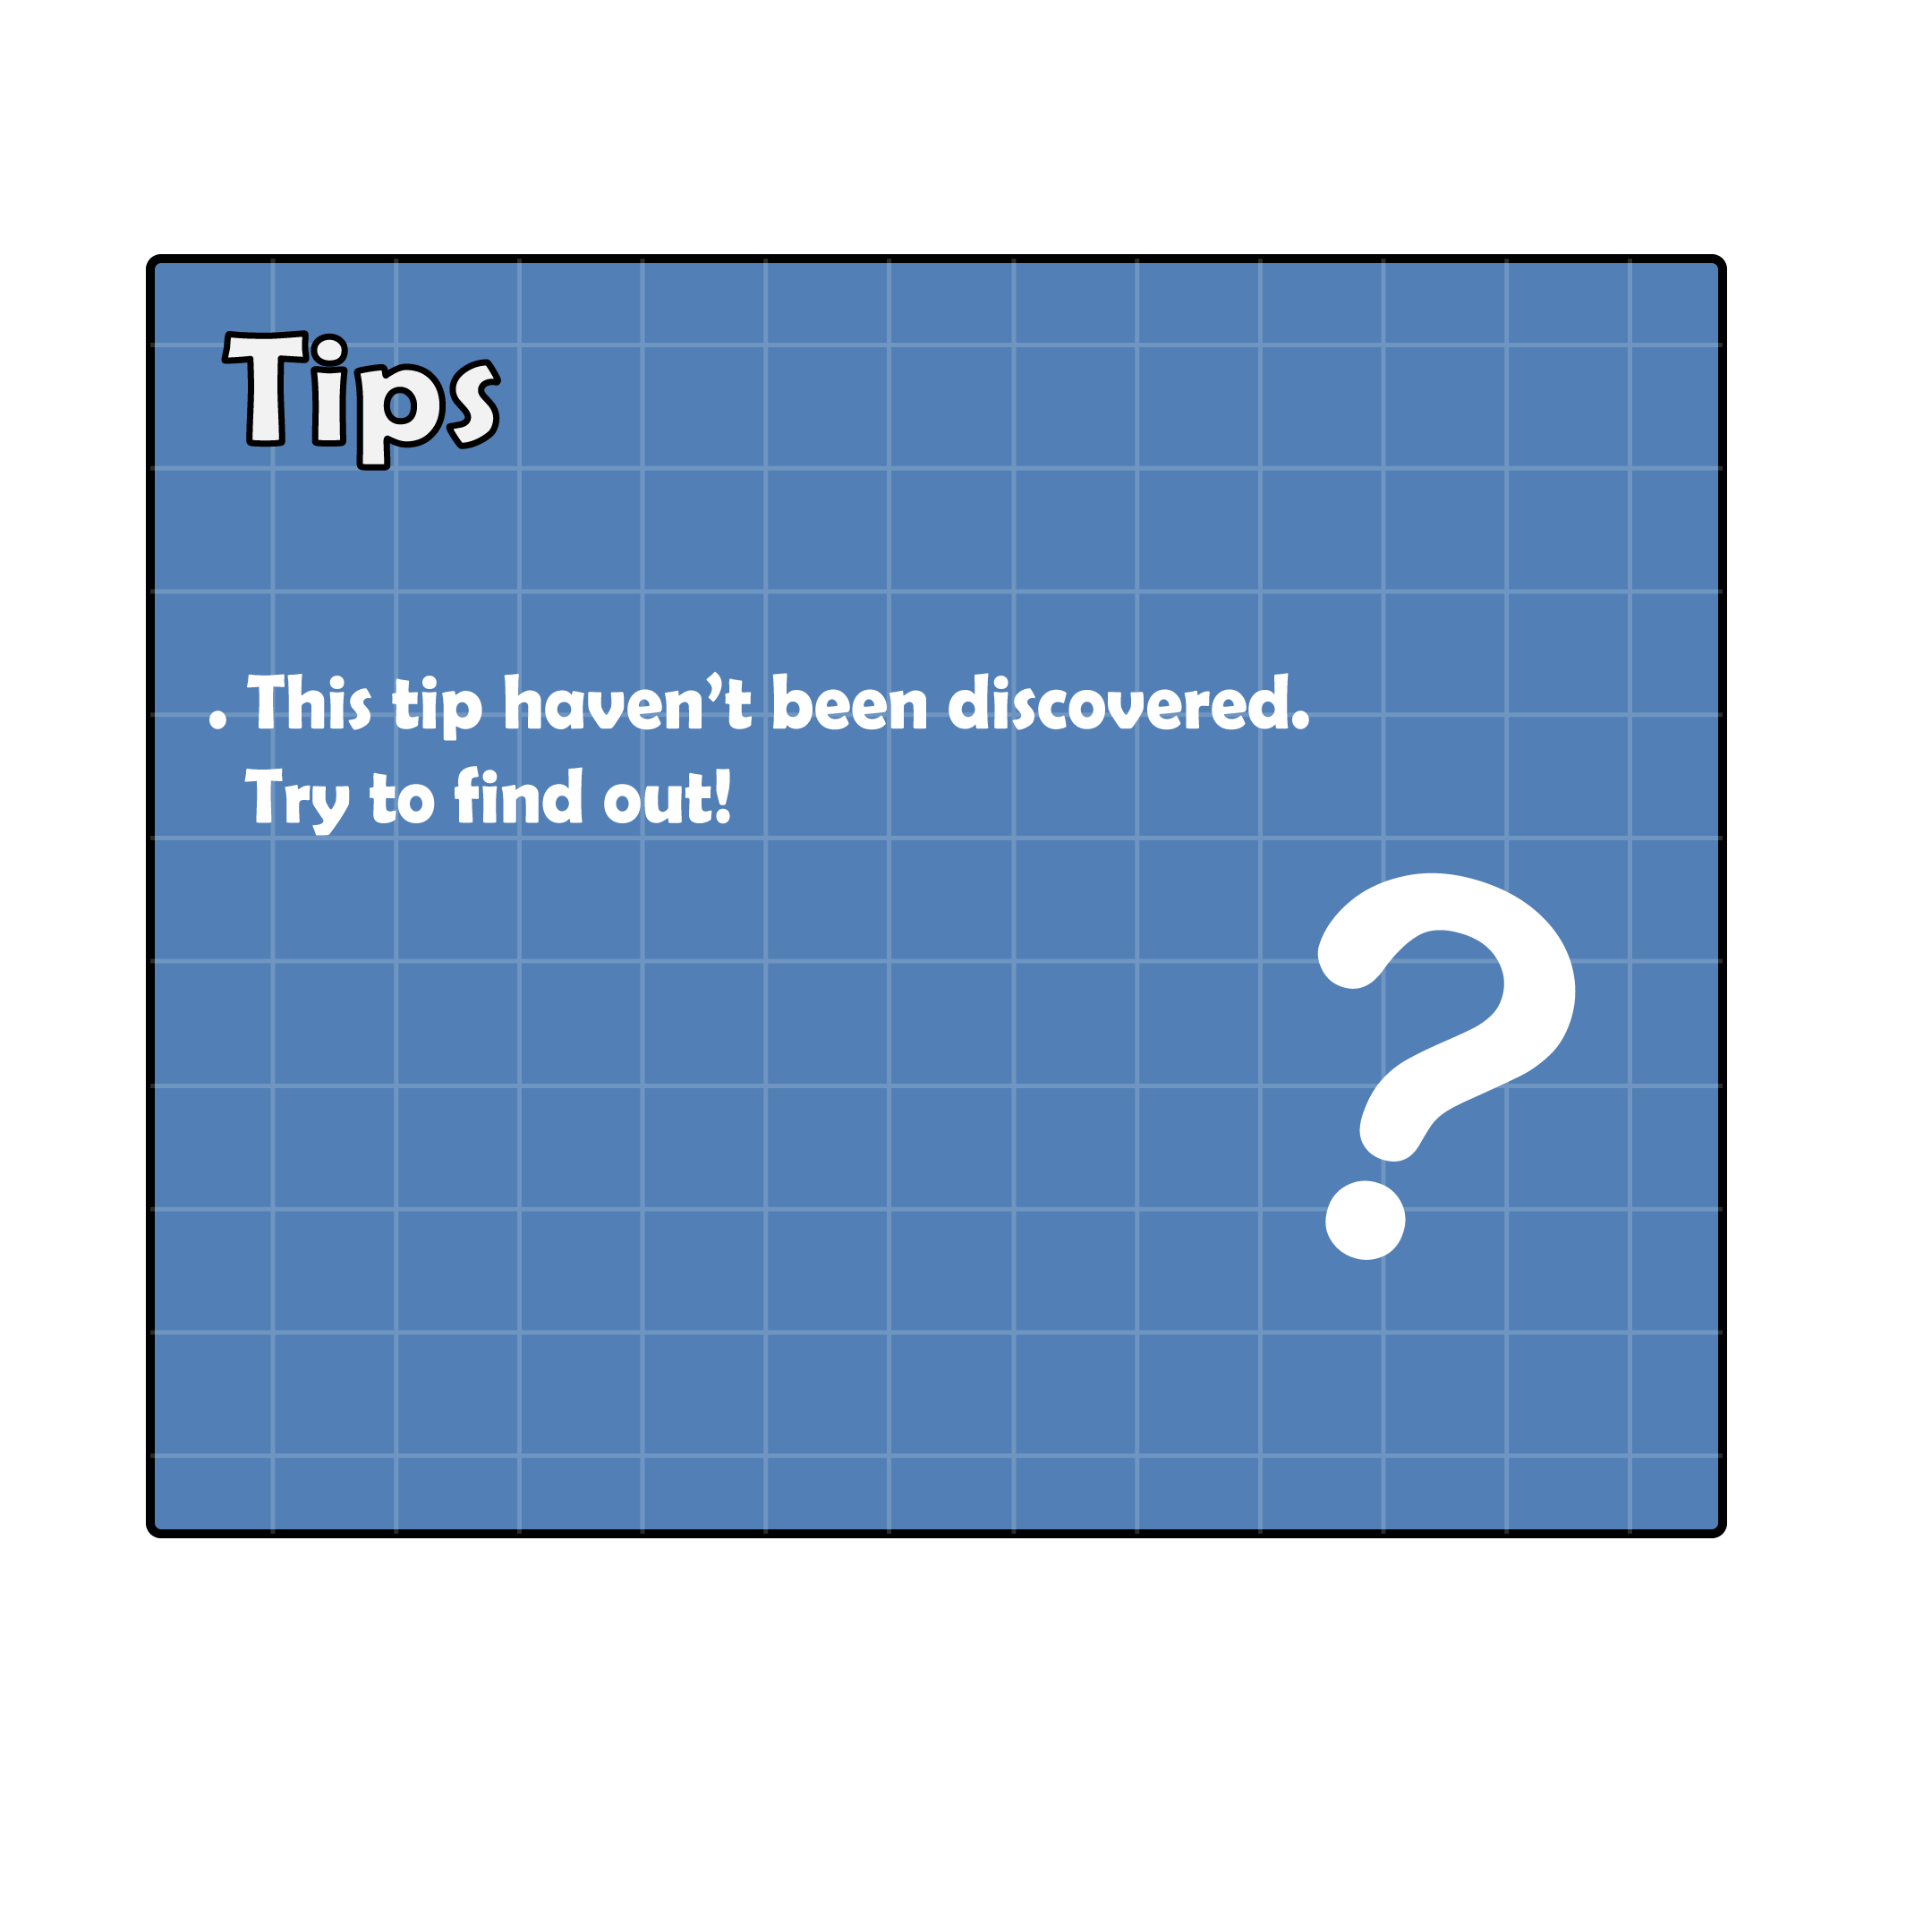 Tips
. This tip haven’t been discovered.
Try to find out!
?